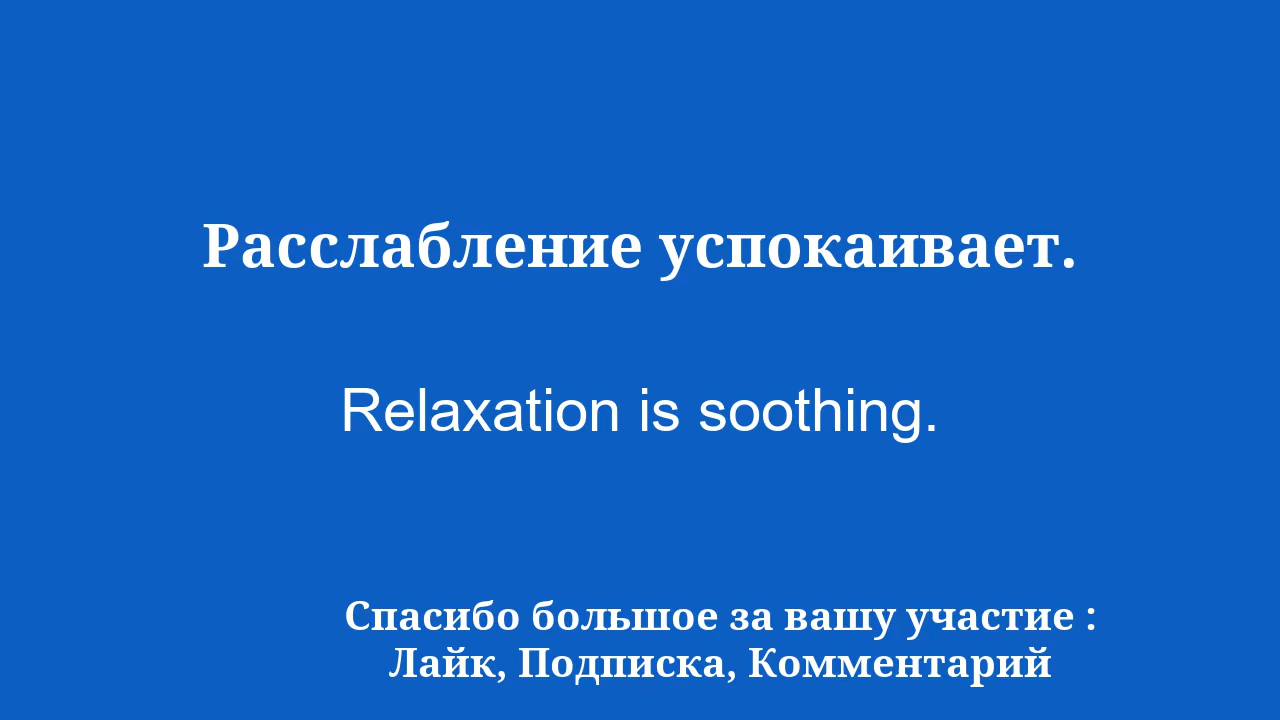 Расслабление успокаивает.
Relaxation is soothing.
Спасибо большое за вашу участие :
Лайк, Подписка, Комментарий